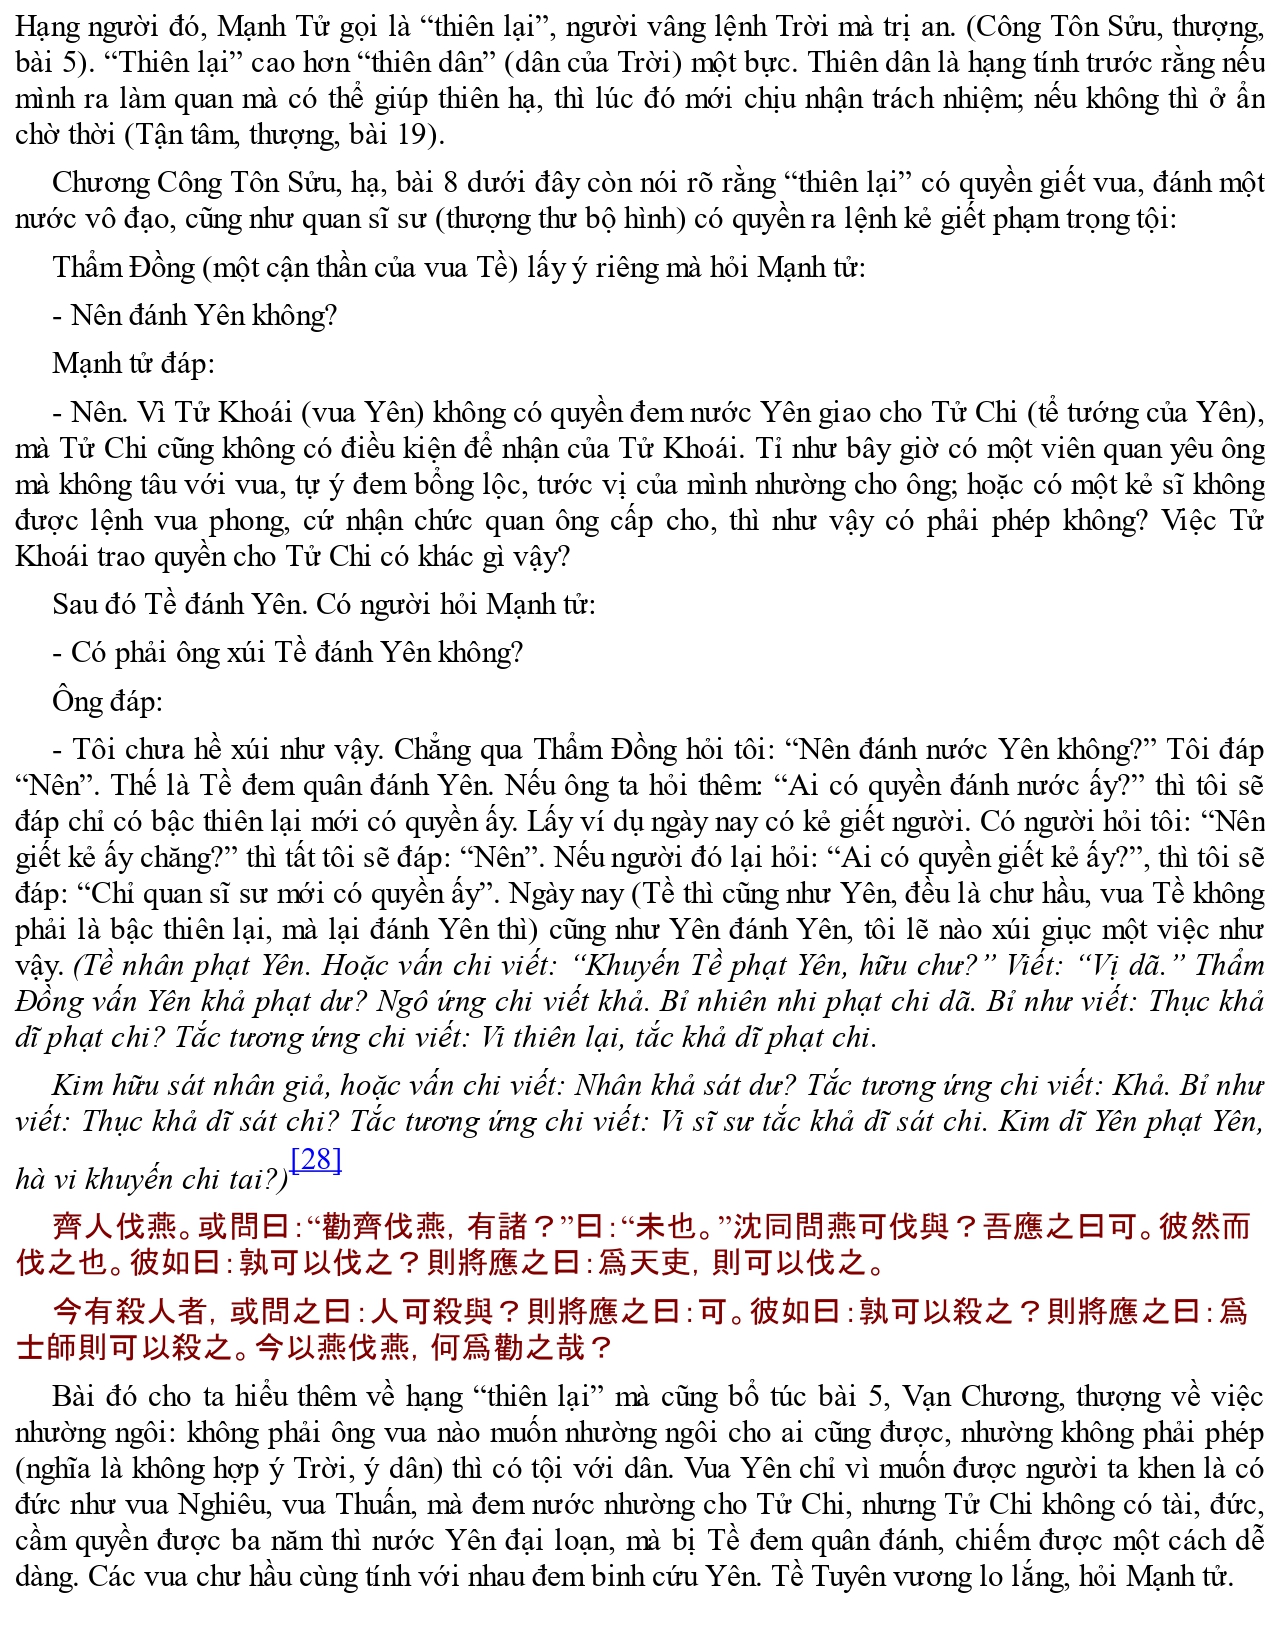 Hạng người đó, Mạnh Tử gọi là “thiên lại”, người vâng lệnh Trời mà trị an. (Công Tôn Sửu, thượng,
bài 5). “Thiên lại” cao hơn “thiên dân” (dân của Trời) một bực. Thiên dân là hạng tính trước rằng nếu
mình ra làm quan mà có thể giúp thiên hạ, thì lúc đó mới chịu nhận trách nhiệm; nếu không thì ở ẩn
chờ thời (Tận tâm, thượng, bài 19).
Chương Công Tôn Sửu, hạ, bài 8 dưới đây còn nói rõ rằng “thiên lại” có quyền giết vua, đánh một
nước vô đạo, cũng như quan sĩ sư (thượng thư bộ hình) có quyền ra lệnh kẻ giết phạm trọng tội:
Thẩm Đồng (một cận thần của vua Tề) lấy ý riêng mà hỏi Mạnh tử:
- Nên đánh Yên không?
Mạnh tử đáp:
- Nên. Vì Tử Khoái (vua Yên) không có quyền đem nước Yên giao cho Tử Chi (tể tướng của Yên),
mà Tử Chi cũng không có điều kiện để nhận của Tử Khoái. Tỉ như bây giờ có một viên quan yêu ông
mà không tâu với vua, tự ý đem bổng lộc, tước vị của mình nhường cho ông; hoặc có một kẻ sĩ không
được lệnh vua phong, cứ nhận chức quan ông cấp cho, thì như vậy có phải phép không? Việc Tử
Khoái trao quyền cho Tử Chi có khác gì vậy?
Sau đó Tề đánh Yên. Có người hỏi Mạnh tử:
- Có phải ông xúi Tề đánh Yên không?
Ông đáp:
- Tôi chưa hề xúi như vậy. Chẳng qua Thẩm Đồng hỏi tôi: “Nên đánh nước Yên không?” Tôi đáp
“Nên”. Thế là Tề đem quân đánh Yên. Nếu ông ta hỏi thêm: “Ai có quyền đánh nước ấy?” thì tôi sẽ
đáp chỉ có bậc thiên lại mới có quyền ấy. Lấy ví dụ ngày nay có kẻ giết người. Có người hỏi tôi: “Nên
giết kẻ ấy chăng?” thì tất tôi sẽ đáp: “Nên”. Nếu người đó lại hỏi: “Ai có quyền giết kẻ ấy?”, thì tôi sẽ
đáp: “Chỉ quan sĩ sư mới có quyền ấy”. Ngày nay (Tề thì cũng như Yên, đều là chư hầu, vua Tề không
phải là bậc thiên lại, mà lại đánh Yên thì) cũng như Yên đánh Yên, tôi lẽ nào xúi giục một việc như
vậy. (Tề nhân phạt Yên. Hoặc vấn chi viết: “Khuyến Tề phạt Yên, hữu chư?” Viết: “Vị dã.” Thẩm
Đồng vấn Yên khả phạt dư? Ngô ứng chi viết khả. Bỉ nhiên nhi phạt chi dã. Bỉ như viết: Thục khả
dĩ phạt chi? Tắc tương ứng chi viết: Vi thiên lại, tắc khả dĩ phạt chi.
Kim hữu sát nhân giả, hoặc vấn chi viết: Nhân khả sát dư? Tắc tương ứng chi viết: Khả. Bỉ như
viết: Thục khả dĩ sát chi? Tắc tương ứng chi viết: Vi sĩ sư tắc khả dĩ sát chi. Kim dĩ Yên phạt Yên,
hà vi khuyến chi tai?)[28]
齊人伐燕。或問曰：“勸齊伐燕，有諸？”曰：“未也。”沈同問燕可伐與？吾應之曰可。彼然而
伐之也。彼如曰：孰可以伐之？則將應之曰：爲天吏，則可以伐之。
今有殺人者，或問之曰：人可殺與？則將應之曰：可。彼如曰：孰可以殺之？則將應之曰：爲
士師則可以殺之。今以燕伐燕，何爲勸之哉？
Bài đó cho ta hiểu thêm về hạng “thiên lại” mà cũng bổ túc bài 5, Vạn Chương, thượng về việc
nhường ngôi: không phải ông vua nào muốn nhường ngôi cho ai cũng được, nhường không phải phép
(nghĩa là không hợp ý Trời, ý dân) thì có tội với dân. Vua Yên chỉ vì muốn được người ta khen là có
đức như vua Nghiêu, vua Thuấn, mà đem nước nhường cho Tử Chi, nhưng Tử Chi không có tài, đức,
cầm quyền được ba năm thì nước Yên đại loạn, mà bị Tề đem quân đánh, chiếm được một cách dễ
dàng. Các vua chư hầu cùng tính với nhau đem binh cứu Yên. Tề Tuyên vương lo lắng, hỏi Mạnh tử.